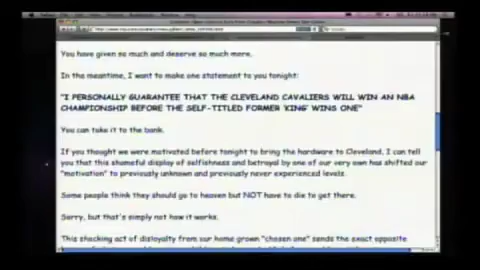 You have given so much and deserve so much more.
In the meantime, I want to make one statement to you tonight:
"I PERSONALLY GUARANTEE THAT THE CLEVELAND CAVALIERS WILL WIN AN NBA
CHAMPIONSHIP BEFORE THE SELF-TITLED FORMER 'KING' WINS ONE"
You can take it to the bank.
If you thought we were motivated before tonight to bring the hardware to Cleveland, I can tell
you that this shameful display of selfishness and betrayal by one of our very own has shifted our
"motivation" to previously unknown and previously never experienced levels.
Some people think they should go to heaven but NOT have to die to get there.
Sorry, but that's simply not how it works.
This shocking act of disloyalty from our home grown "chosen one" sends the exact opposite